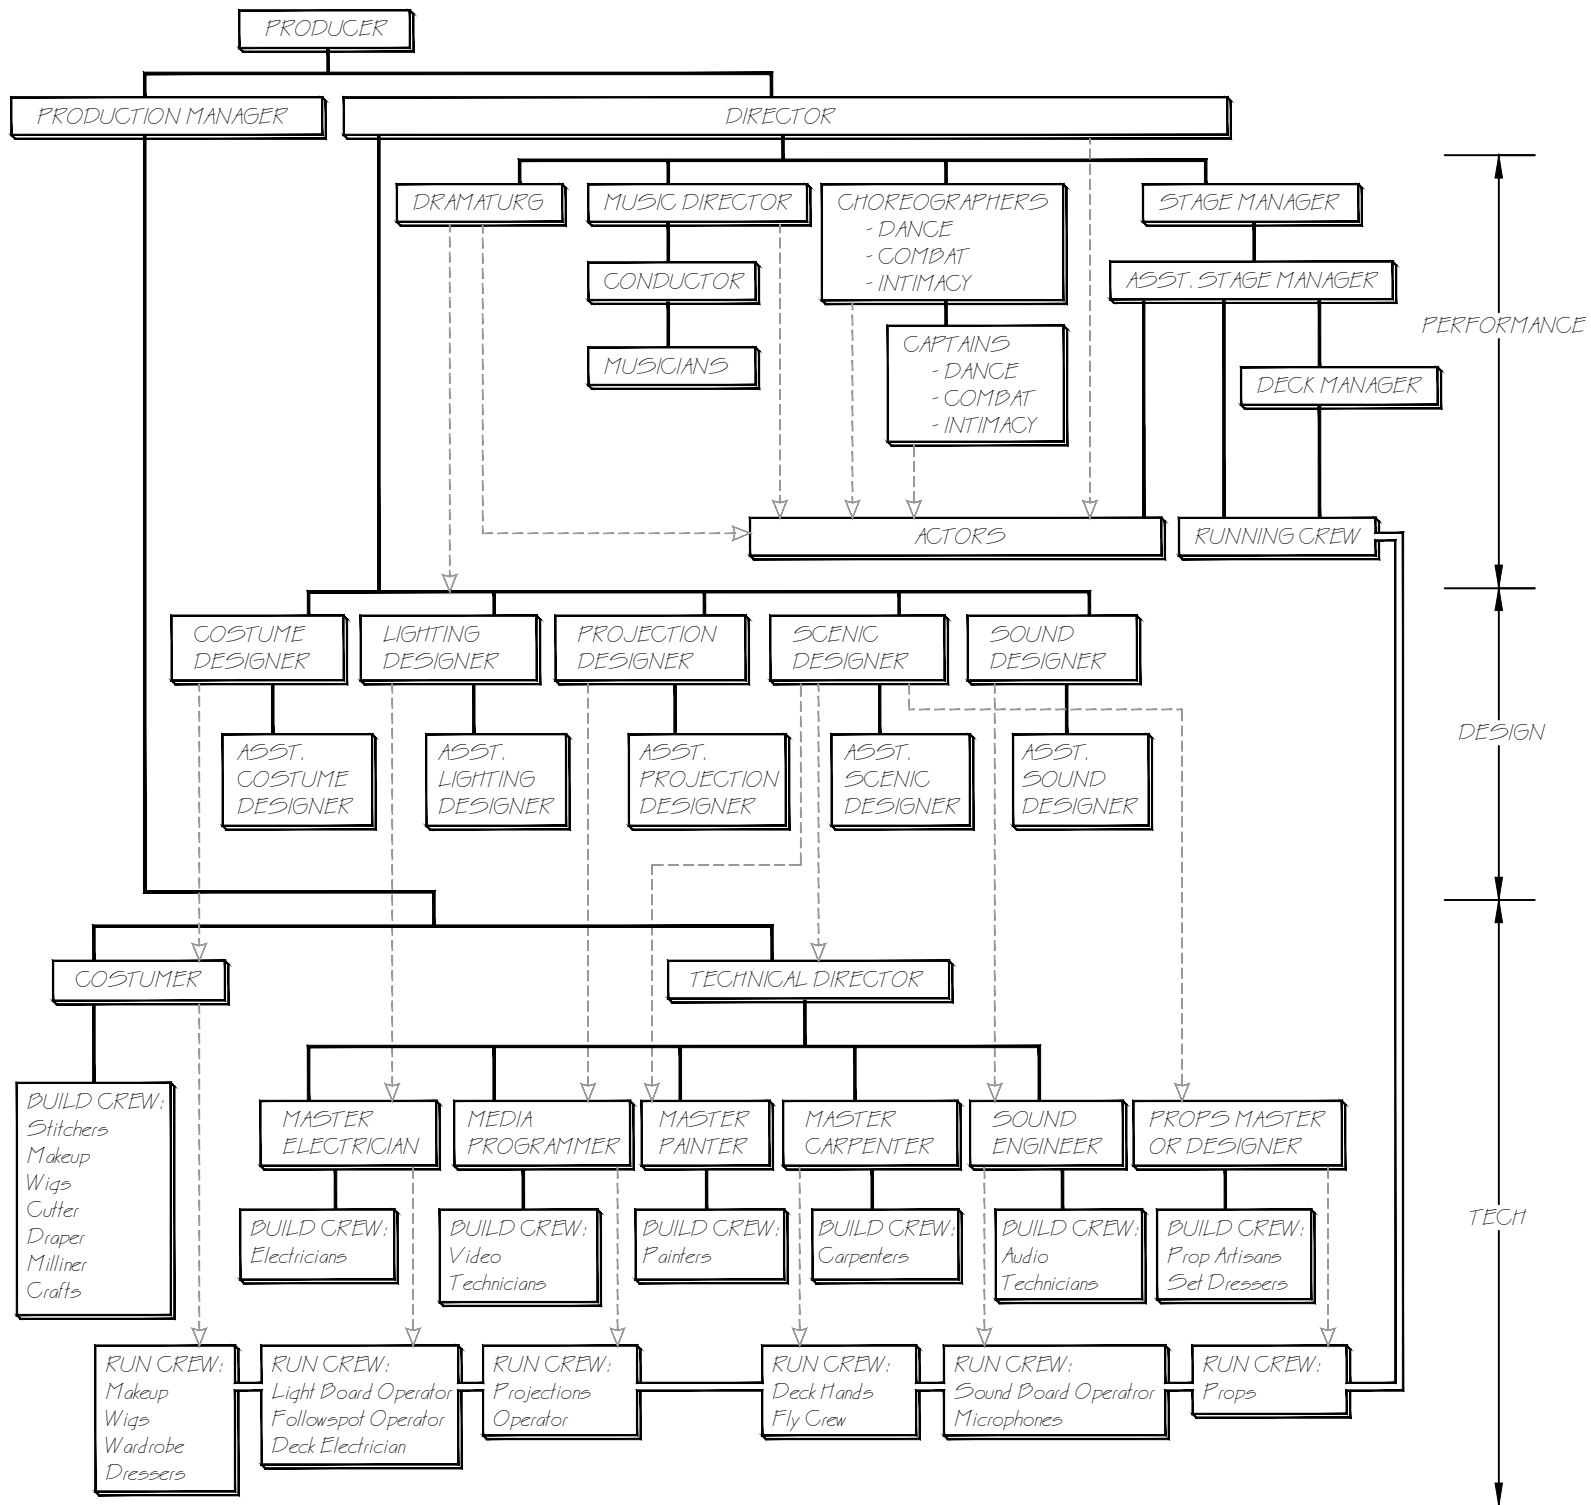 PRODUCER
PRODUCTION MANAGER
DIRECTOR
DRAMATURG
MUSIC DIRECTOR
CHOREOGRAPHERS
- DANCE
- COMBAT
- INTIMACY
STAGE MANAGER
CONDUCTOR
ASST. STAGE MANAGER
PERFORMANCE
MUSICIANS
CAPTAINS
- DANCE
- COMBAT
- INTIMACY
DECK MANAGER
ACTORS
RUNNING CREW
COSTUME
DESIGNER
LIGHTING
DESIGNER
PROJECTION
DESIGNER
SCENIC
DESIGNER
SOUND
DESIGNER
DESIGN
ASST.
COSTUME
DESIGNER
ASST.
LIGHTING
DESIGNER
ASST.
PROJECTION
DESIGNER
ASST.
SCENIC
DESIGNER
ASST.
SOUND
DESIGNER
COSTUMER
TECHNICAL DIRECTOR
BUILD CREW:
Stitchers
Makeup
Wigs
Cutter
Draper
Milliner
Crafts
MASTER
ELECTRICIAN
MEDIA
PROGRAMMER
MASTER
PAINTER
MASTER
CARPENTER
SOUND
ENGINEER
PROPS MASTER
OR DESIGNER
TECH
BUILD CREW:
Electricians
BUILD CREW:
Video
Technicians
BUILD CREW:
Painters
BUILD CREW:
Carpenters
BUILD CREW:
Audio
Technicians
BUILD CREW:
Prop Artisans
Set Dressers
RUN CREW:
Makeup
Wigs
Wardrobe
Dressers
RUN CREW:
Light Board Operator
Followspot Operator
Deck Electrician
RUN CREW:
Projections
Operator
RUN CREW:
Deck Hands
Fly Crew
RUN CREW:
Sound Board Operatror
Microphones
RUN CREW:
Props